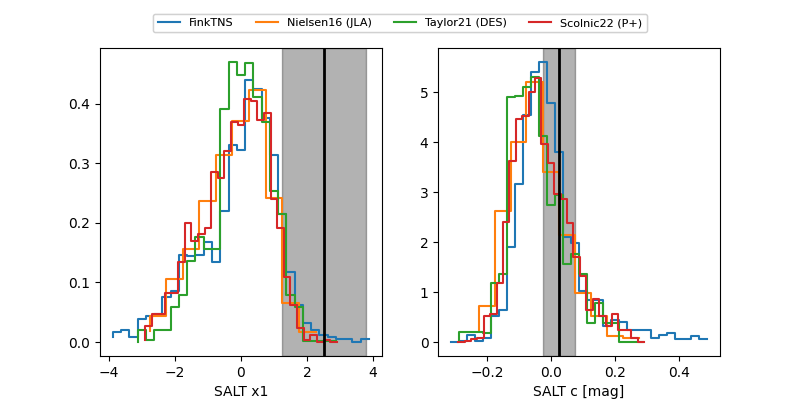 FinkTNS Nielsen16 (JLA) Taylor21 (DES) Scolnic22 (P+)
0.4
0.3
0.2
0.1
0.0
−4 −2 0 2 4
SALT x1
5
4
3
2
1
0
−0.2 0.0 0.2 0.4
SALT c [mag]